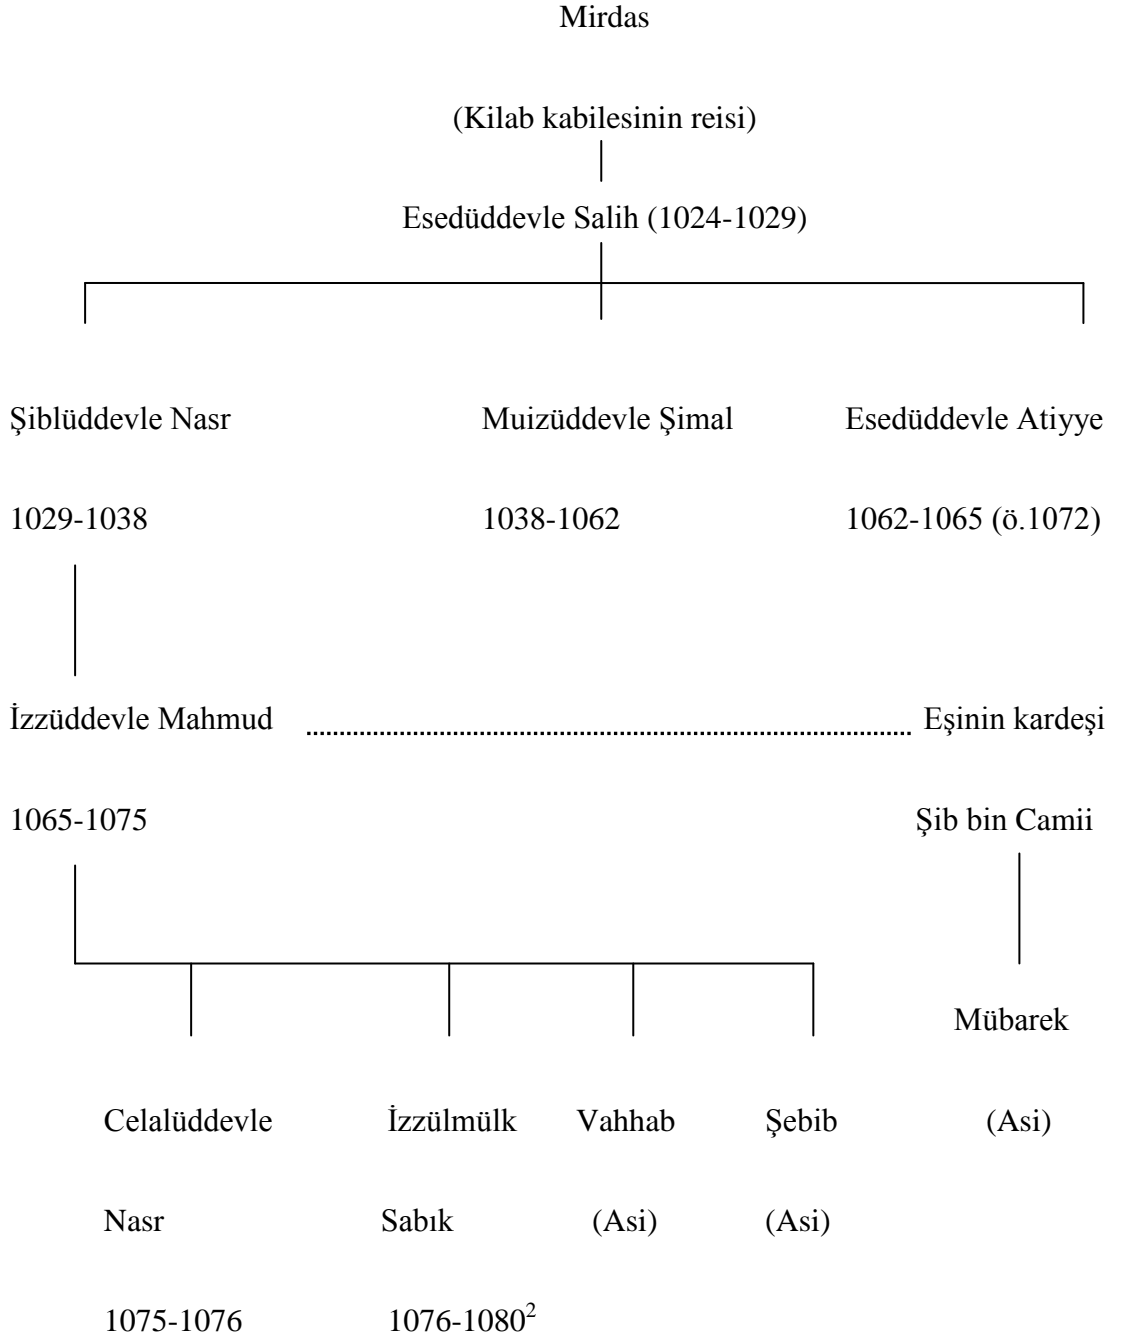 Mirdas
(Kilab kabilesinin reisi)
Esedüddevle Salih (1024-1029)
Şiblüddevle Nasr Muizüddevle Şimal Esedüddevle Atiyye
1029-1038 1038-1062 1062-1065 (ö.1072)
İzzüddevle Mahmud ........ Eşinin kardeşi
1065-1075 Şib bin Camii
Mübarek
Celalüddevle İzzülmülk Vahhab Şebib (Asi)
Nasr Sabık (Asi) (Asi)
1075-1076 1076-1080²